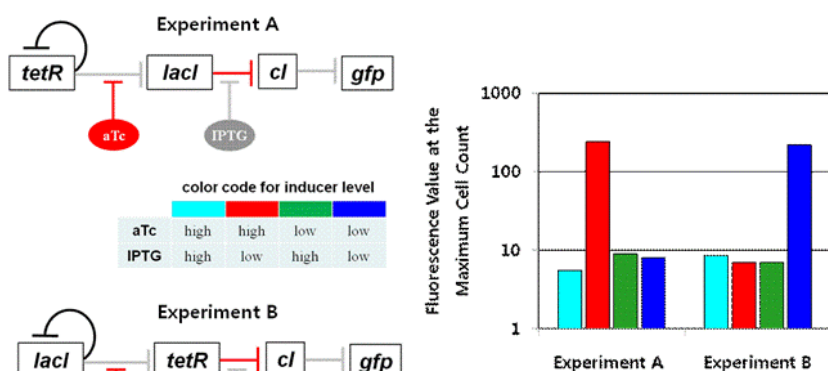 Experiment A
tetR lacI cI gfp
aTc IPTG
color code for inducer level
aTc high high low low
IPTG high low high low
Experiment B
lacI tetR cI gfp
Fluorescence Value at the
Maximum Cell Count
1000
100
10
1
Experiment A Experiment B